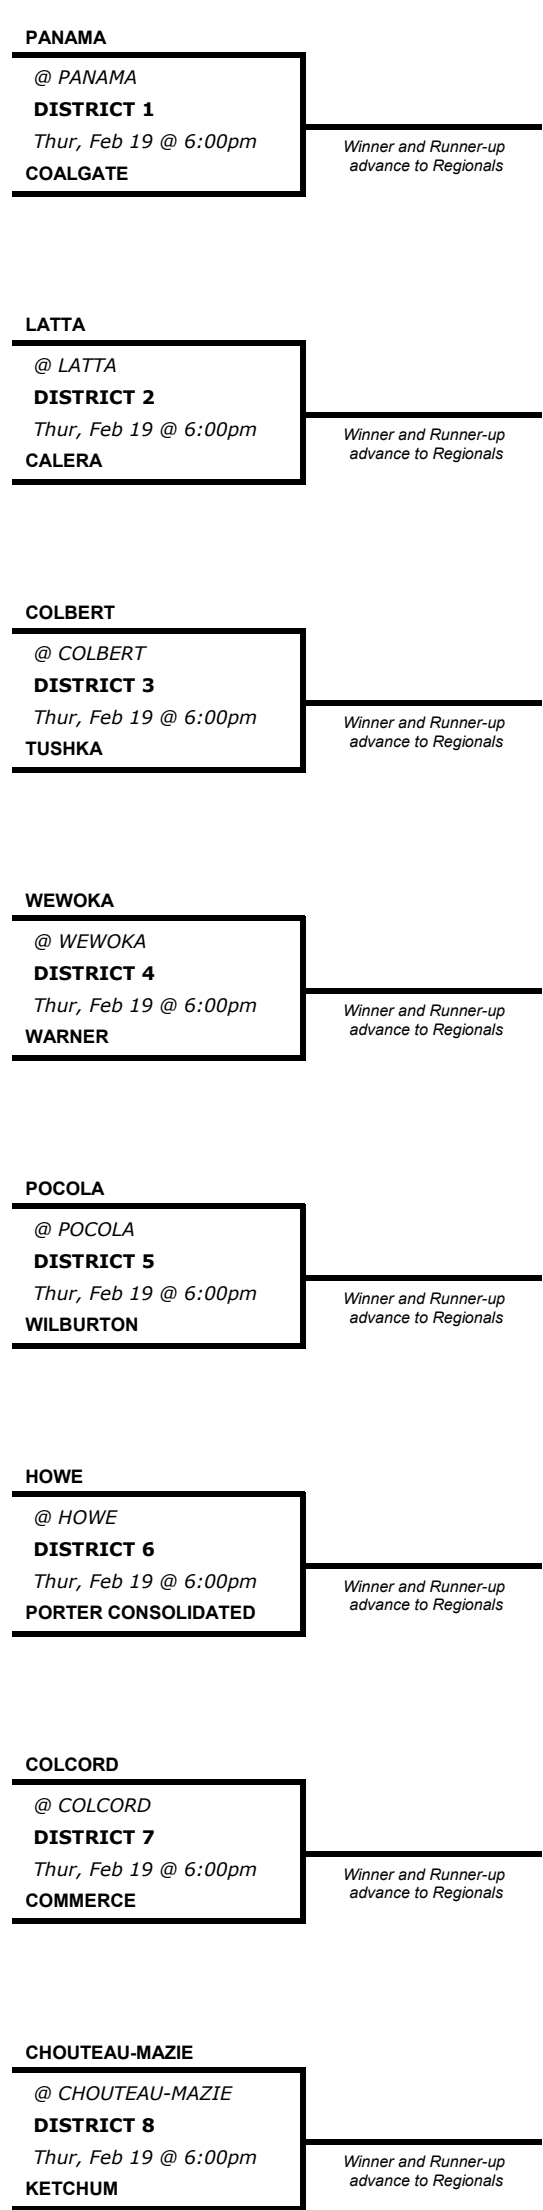 PANAMA
@ PANAMA
DISTRICT 1
Thur, Feb 19 @ 6:00pm
COALGATE
Winner and Runner-up
advance to Regionals
LATTA
@ LATTA
DISTRICT 2
Thur, Feb 19 @ 6:00pm
CALERA
Winner and Runner-up
advance to Regionals
COLBERT
@ COLBERT
DISTRICT 3
Thur, Feb 19 @ 6:00pm
TUSHKA
Winner and Runner-up
advance to Regionals
WEWOKA
@ WEWOKA
DISTRICT 4
Thur, Feb 19 @ 6:00pm
WARNER
Winner and Runner-up
advance to Regionals
POCOLA
@ POCOLA
DISTRICT 5
Thur, Feb 19 @ 6:00pm
WILBURTON
Winner and Runner-up
advance to Regionals
HOWE
@ HOWE
DISTRICT 6
Thur, Feb 19 @ 6:00pm
PORTER CONSOLIDATED
Winner and Runner-up
advance to Regionals
COLCORD
@ COLCORD
DISTRICT 7
Thur, Feb 19 @ 6:00pm
COMMERCE
Winner and Runner-up
advance to Regionals
CHOUTEAU-MAZIE
@ CHOUTEAU-MAZIE
DISTRICT 8
Thur, Feb 19 @ 6:00pm
KETCHUM
Winner and Runner-up
advance to Regionals